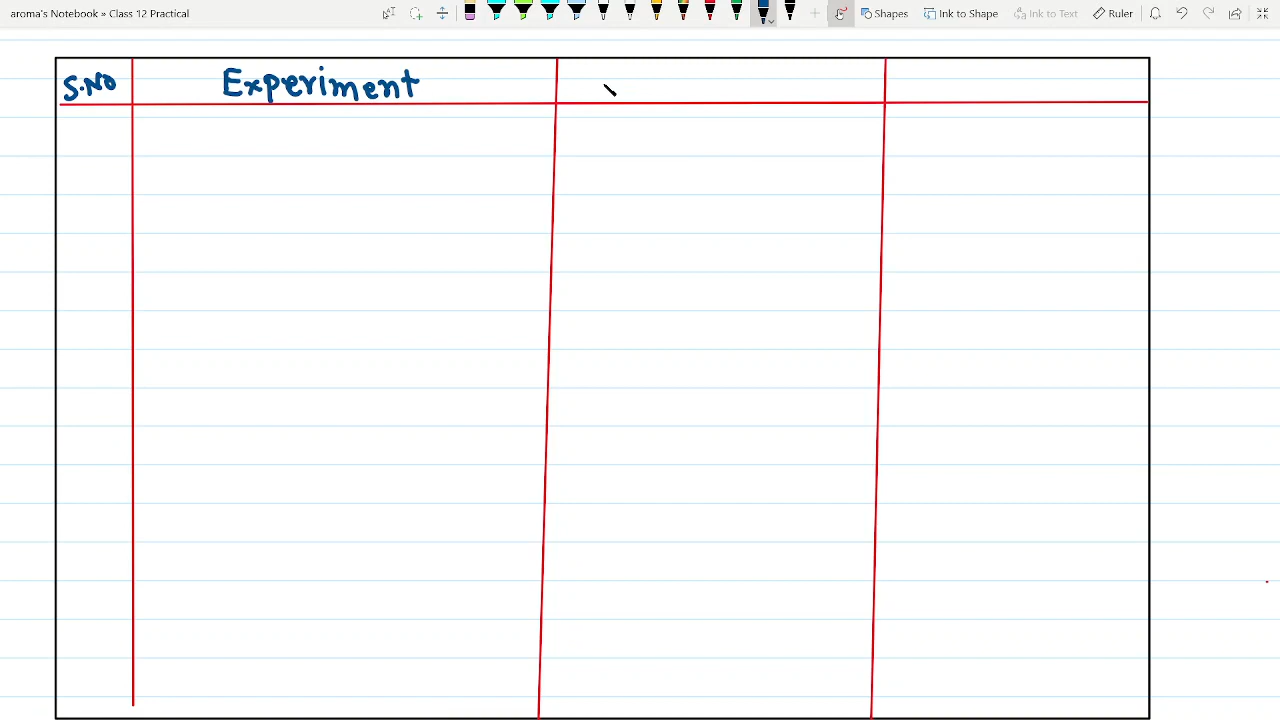 aroma's Notebook » Class 12 Practical
Shapes
Ink to Shape
Ink to Text
Ruler
S.No Experiment